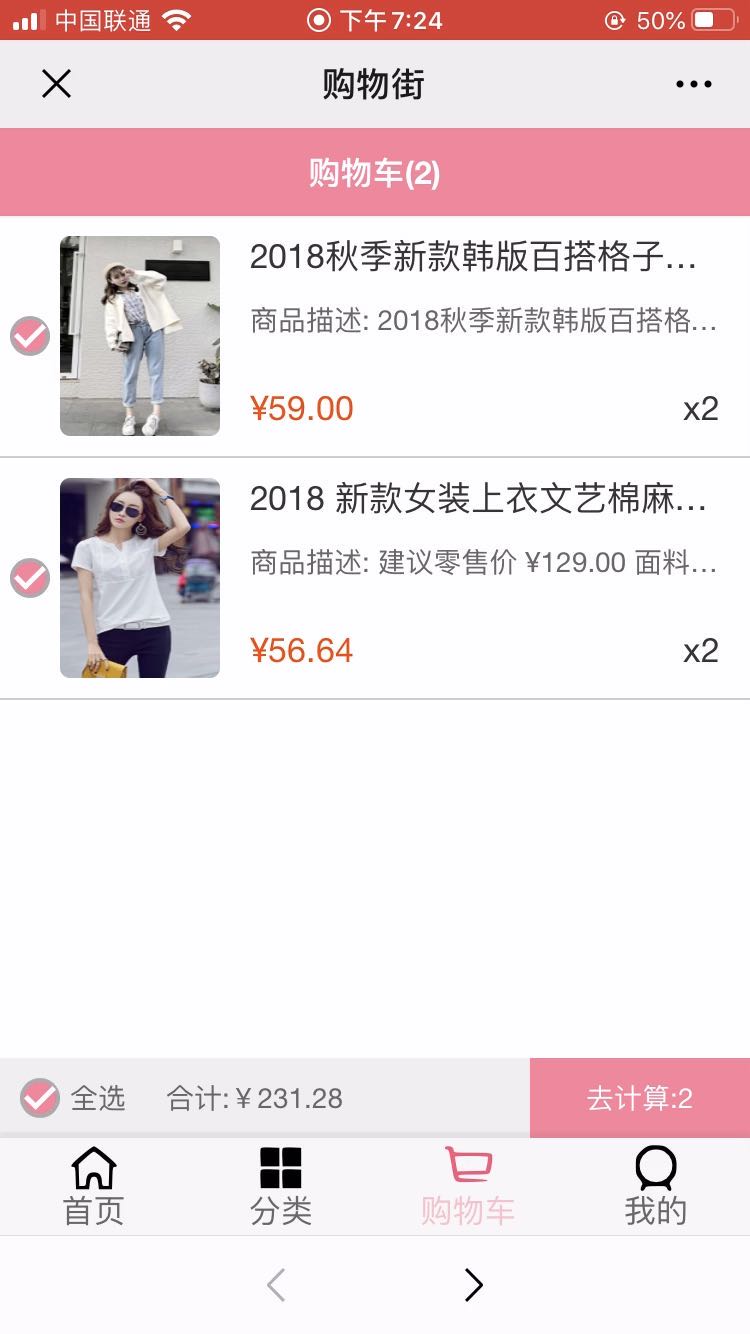 中国联通 下午7:24 50%
购物街
购物车(2)
2018秋季新款韩版百搭格子...
商品描述: 2018秋季新款韩版百搭格...
¥59.00 x2
2018 新款女装上衣文艺棉麻...
商品描述: 建议零售价 ¥129.00 面料...
¥56.64 x2
全选 合计:￥231.28 去计算:2
首页 分类 购物车 我的